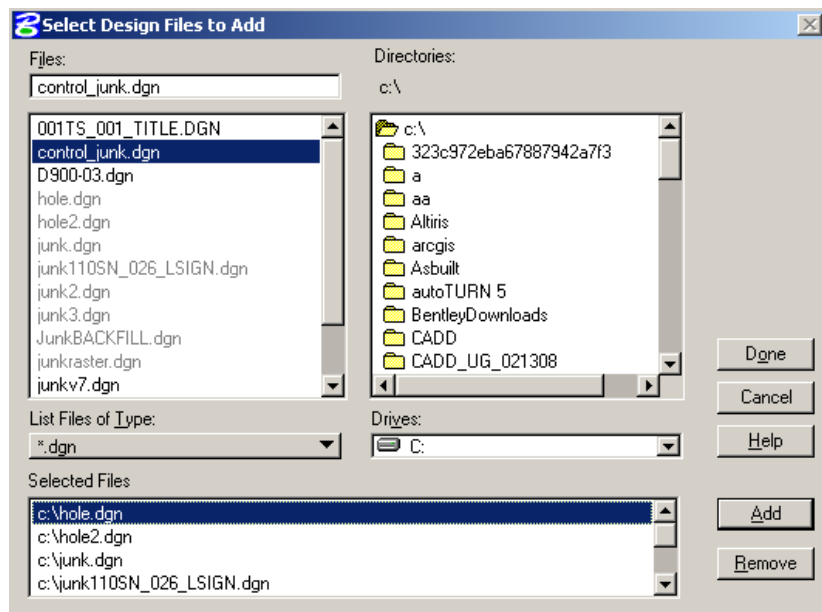 Select Design Files to Add
Files:
control_junk.dgn
001TS_001_TITLE.DGN
control_junk.dgn
D900-03.dgn
hole.dgn
hole2.dgn
junk.dgn
junk110SN_026_LSIGN.dgn
junk2.dgn
junk3.dgn
JunkBACKFILL.dgn
junkraster.dgn
junkv7.dgn
List Files of Type:
*.dgn
Directories:
c:\
c:\
323c972eba67887942a7f3
a
aa
Altiris
arcgis
Asbuilt
autoTURN 5
BentleyDownloads
CADD
CADD_UG_021308
Drives:
C:
Done
Cancel
Help
Selected Files
c:\hole.dgn
c:\hole2.dgn
c:\junk.dgn
c:\junk110SN_026_LSIGN.dgn
Add
Remove